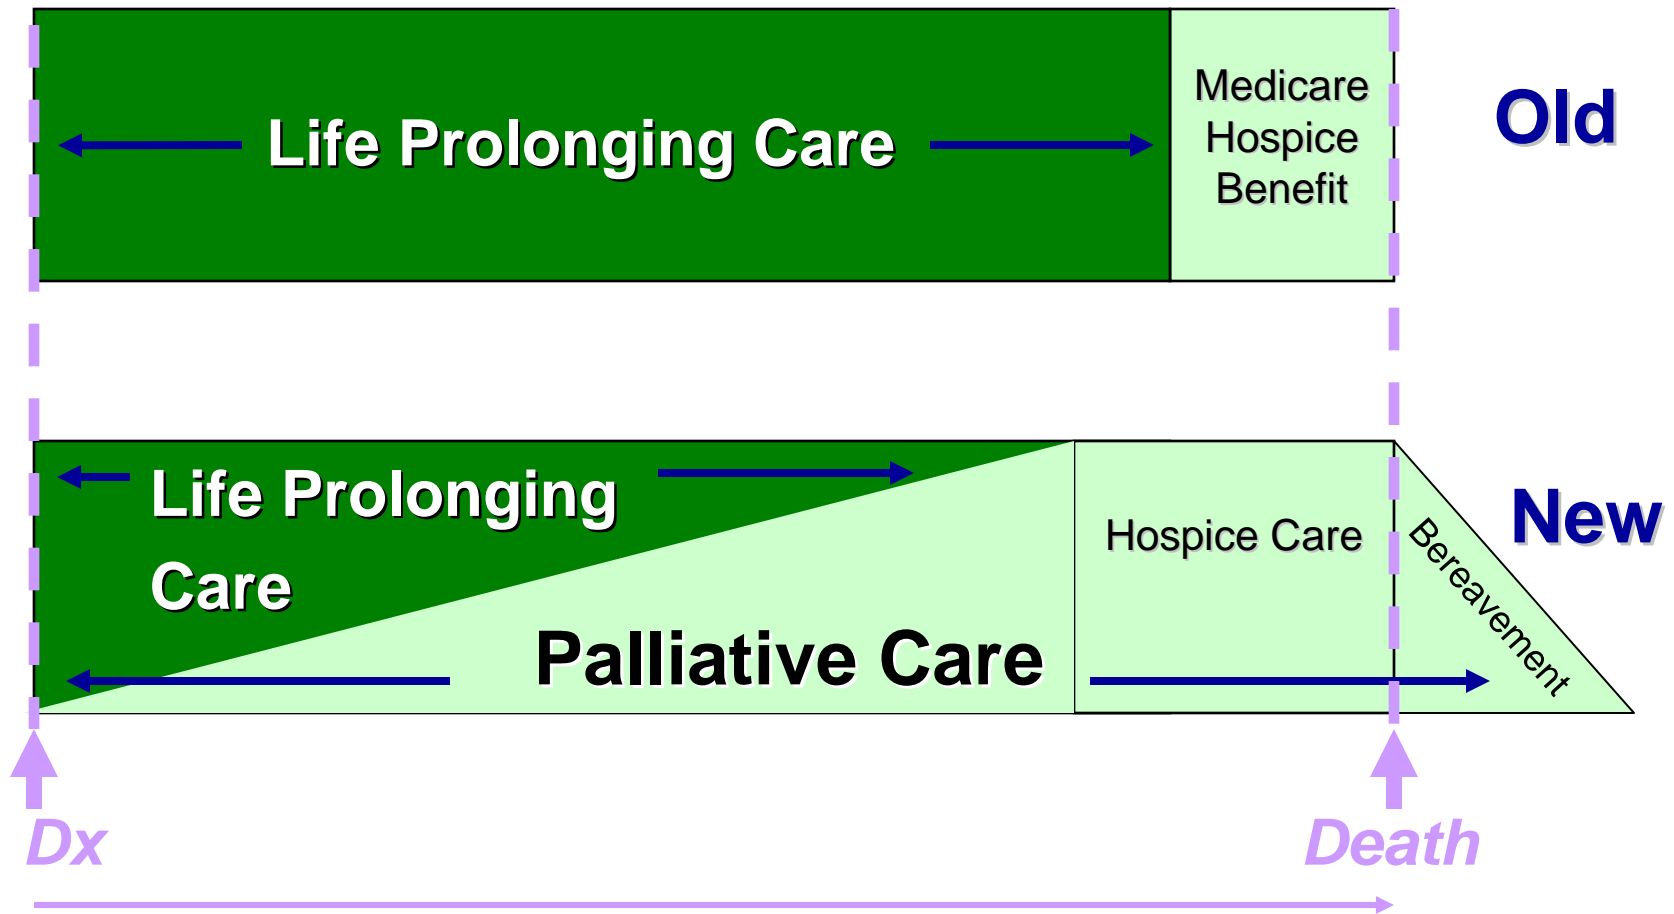 Life Prolonging Care
Medicare
Hospice
Benefit
Old
Life Prolonging
Care
Palliative Care
Hospice Care
Bereavement
New
Dx
Death